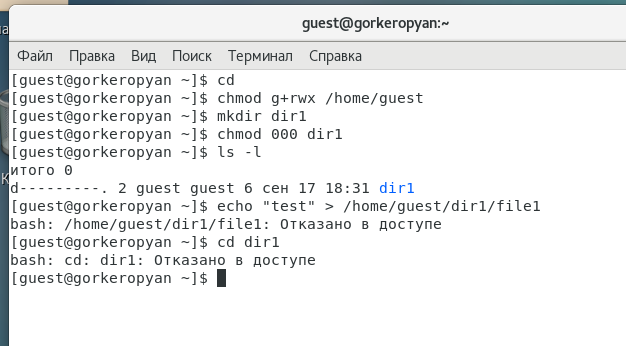 guest@gorkeropyan:~
Файл Правка Вид Поиск Терминал Справка
[guest@gorkeropyan ~]$ cd
[guest@gorkeropyan ~]$ chmod g+rwx /home/guest
[guest@gorkeropyan ~]$ mkdir dir1
[guest@gorkeropyan ~]$ chmod 000 dir1
[guest@gorkeropyan ~]$ ls -l
итого 0
d---------. 2 guest guest 6 сен 17 18:31 dir1
[guest@gorkeropyan ~]$ echo "test" > /home/guest/dir1/file1
bash: /home/guest/dir1/file1: Отказано в доступе
[guest@gorkeropyan ~]$ cd dir1
bash: cd: dir1: Отказано в доступе
[guest@gorkeropyan ~]$